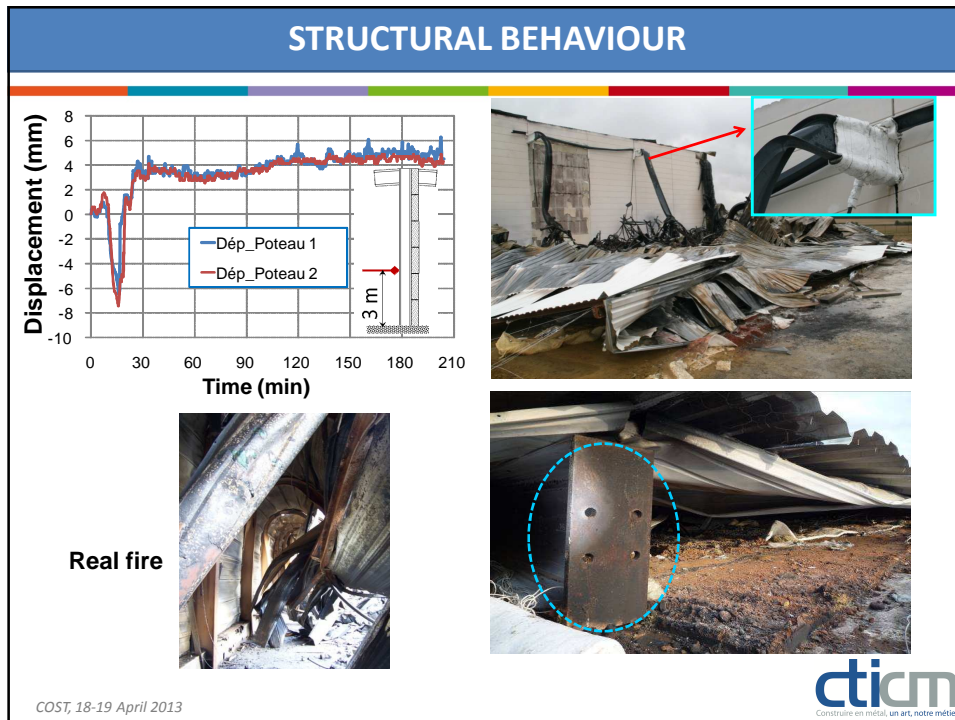 STRUCTURAL BEHAVIOUR
Displacement (mm)
8
6
4
2
0
-2
-4
-6
-8
-10
Dép_Poteau 1
Dép_Poteau 2
3 m
0 30 60 90 120 150 180 210
Time (min)
Real fire
COST, 18-19 April 2013
cticm
Construire en métal, un art, notre métie